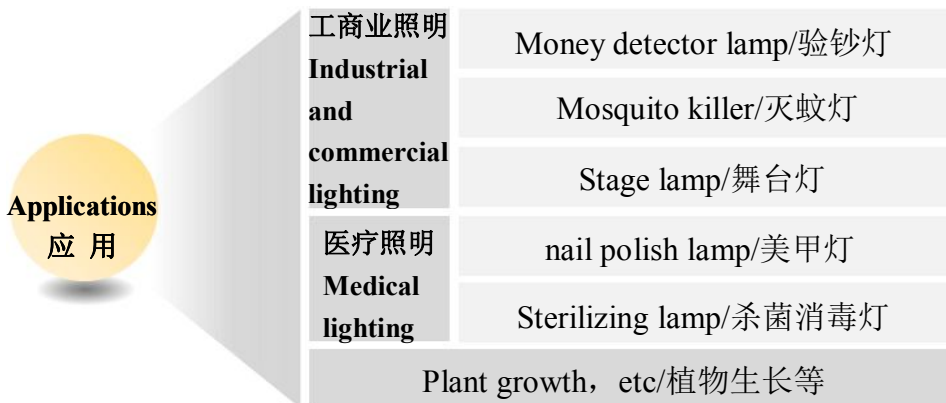 Applications
应 用
工商业照明
Industrial
and
commercial
lighting
Money detector lamp/验钞灯
Mosquito killer/灭蚊灯
Stage lamp/舞台灯
医疗照明
Medical
lighting
nail polish lamp/美甲灯
Sterilizing lamp/杀菌消毒灯
Plant growth，etc/植物生长等